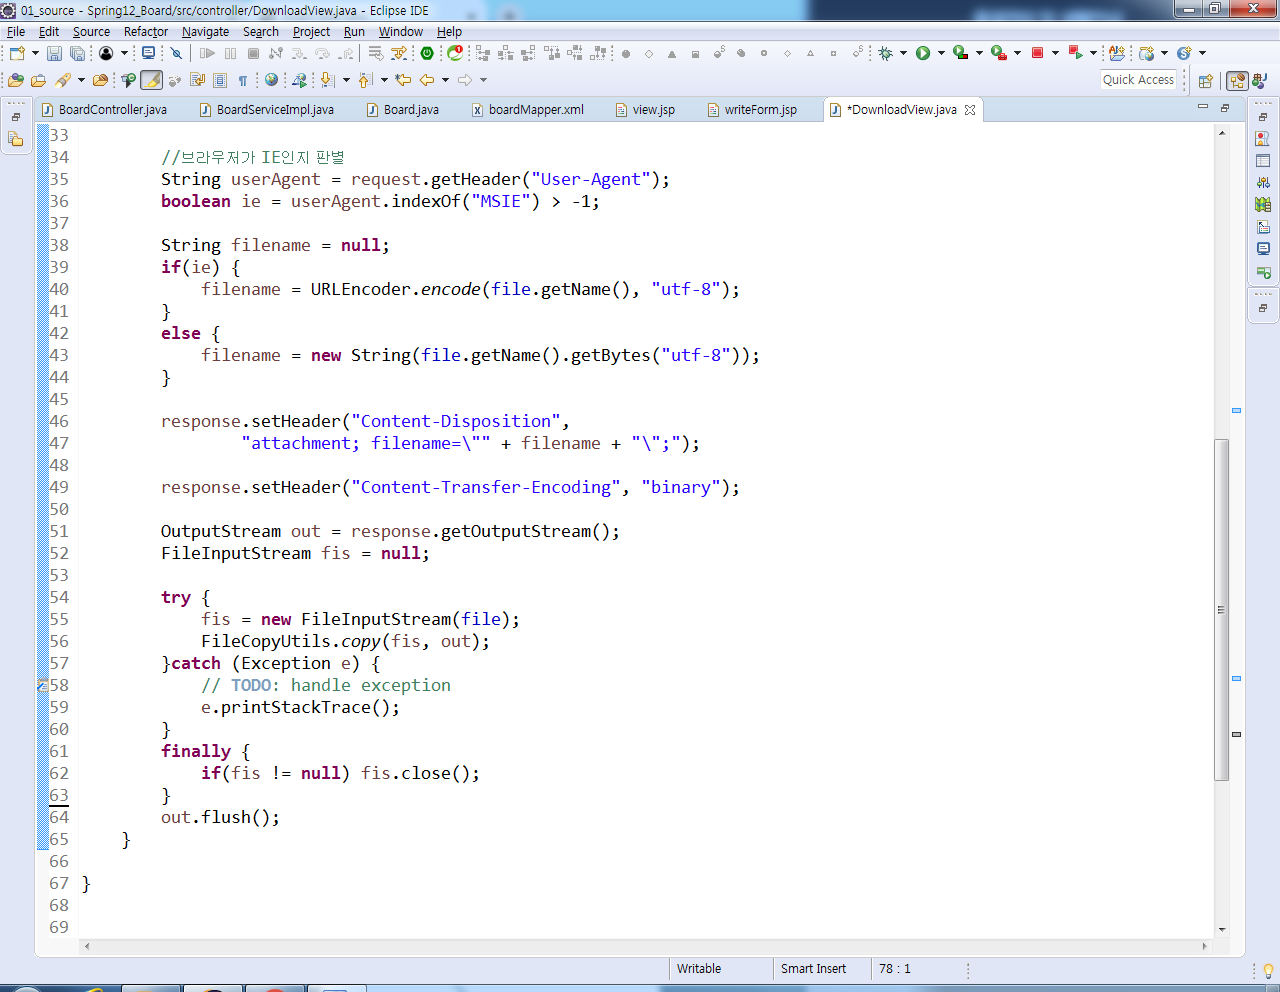 01_source - Spring12_Board/src/controller/DownloadView.java - Eclipse IDE
File Edit Source Refactor Navigate Search Project Run Window Help
Quick Access
BoardController.java BoardServiceImpl.java Board.java boardMapper.xml view.jsp writeForm.jsp *DownloadView.java
33
34 //브라우저가 IE인지 판별
35 String userAgent = request.getHeader("User-Agent");
36 boolean ie = userAgent.indexOf("MSIE") > -1;
37
38 String filename = null;
39 if(ie) {
40 filename = URLEncoder.encode(file.getName(), "utf-8");
41 }
42 else {
43 filename = new String(file.getName().getBytes("utf-8"));
44 }
45
46 response.setHeader("Content-Disposition",
47 "attachment; filename=\"" + filename + "\";");
48
49 response.setHeader("Content-Transfer-Encoding", "binary");
50
51 OutputStream out = response.getOutputStream();
52 FileInputStream fis = null;
53
54 try {
55 fis = new FileInputStream(file);
56 FileCopyUtils.copy(fis, out);
57 }catch (Exception e) {
58 // TODO: handle exception
59 e.printStackTrace();
60 }
61 finally {
62 if(fis != null) fis.close();
63 }
64 out.flush();
65 }
66
67 }
68
69
Writable Smart Insert 78 : 1